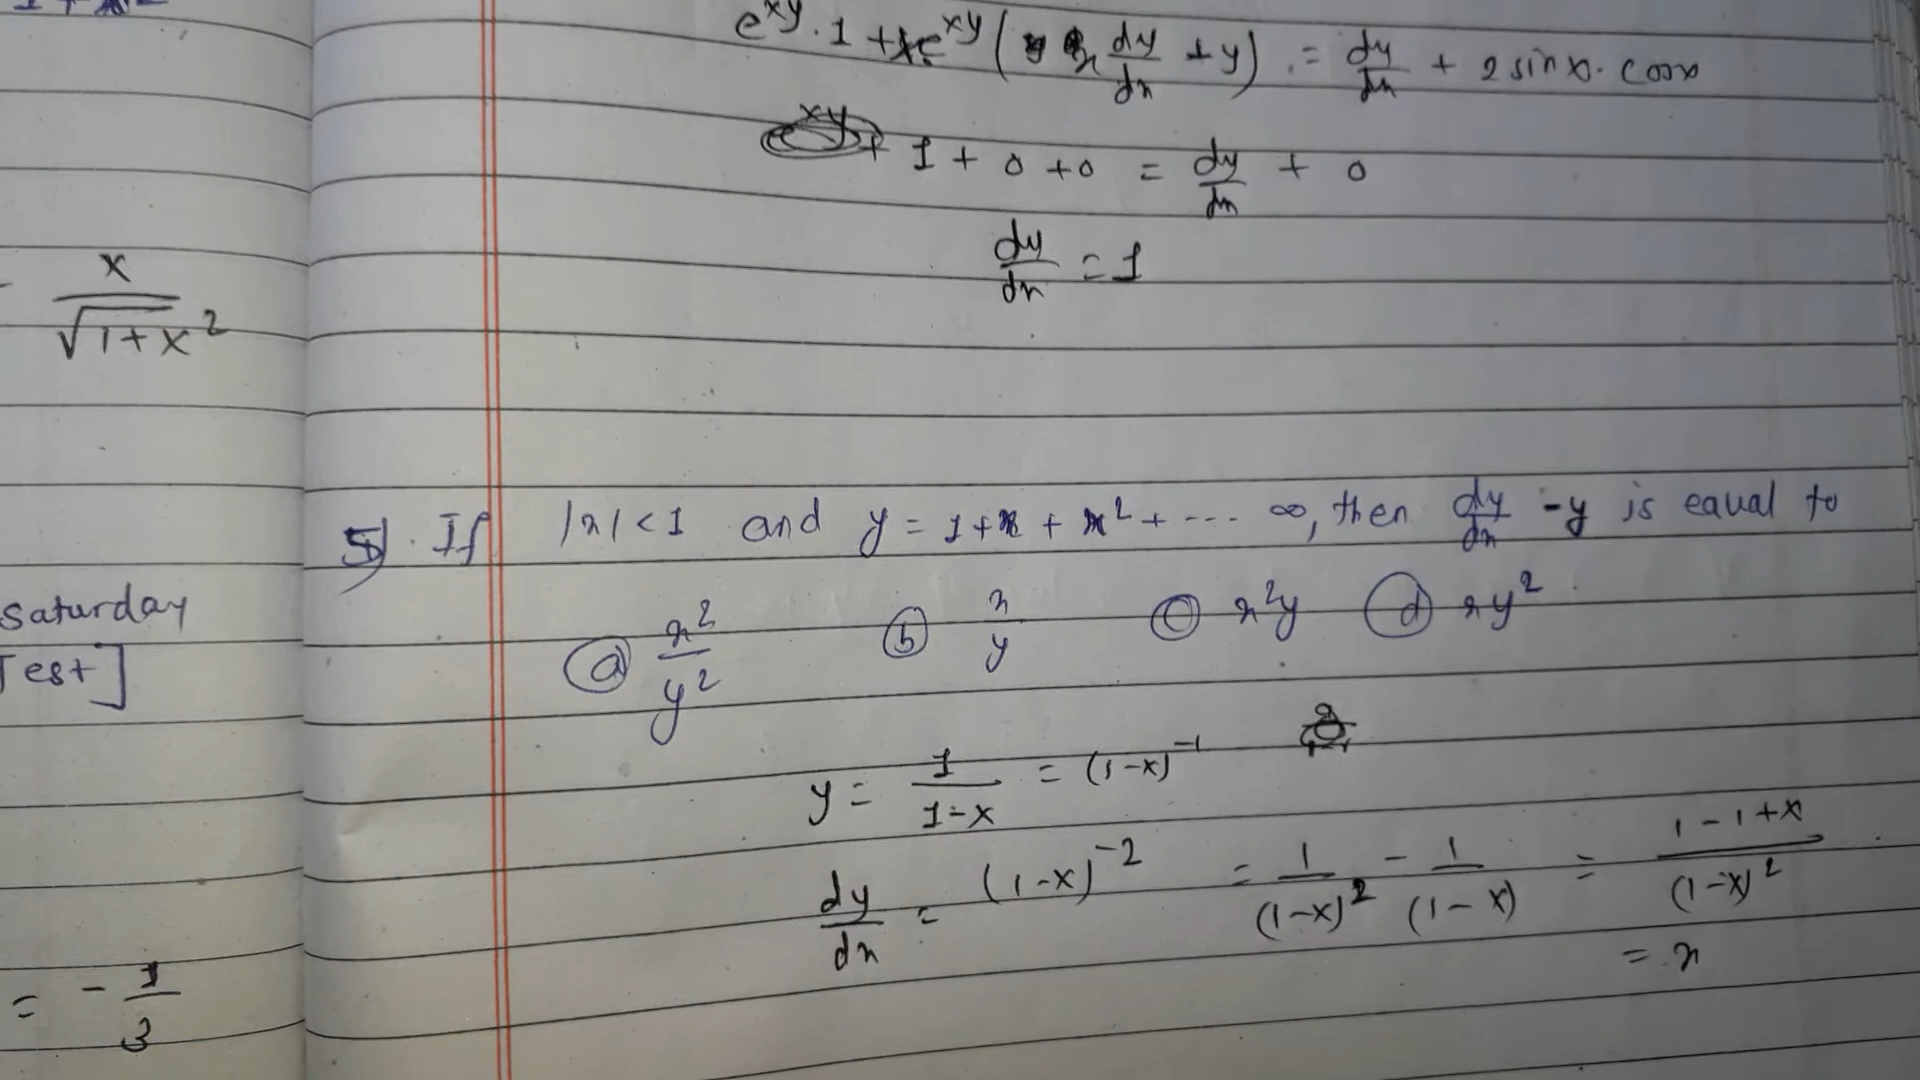 x
√1+x²
Saturday
Test]
= - 1/3
e^xy . 1 + xe^xy ( x dy/dx + y) = dy/dx + 2 sinx . cosx
1 + 0 + 0 = dy/dx + 0
dy/dx = 1
5) . If |x| < 1 and y = 1 + x + x² + --- ∞, then dy/dx - y is equal to
(a) x²/y² (b) x/y (c) x²y (d) xy²
y = 1/1-x = (1-x)^-1
dy/dx = (1-x)^-2 = 1/(1-x)² - 1/(1-x) = 1-1+x/(1-x)²
= x